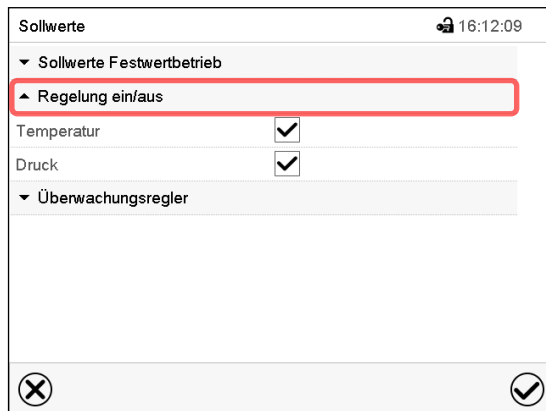 Sollwerte 16:12:09
Sollwerte Festwertbetrieb
Regelung ein/aus
Temperatur
Druck
Überwachungsregler